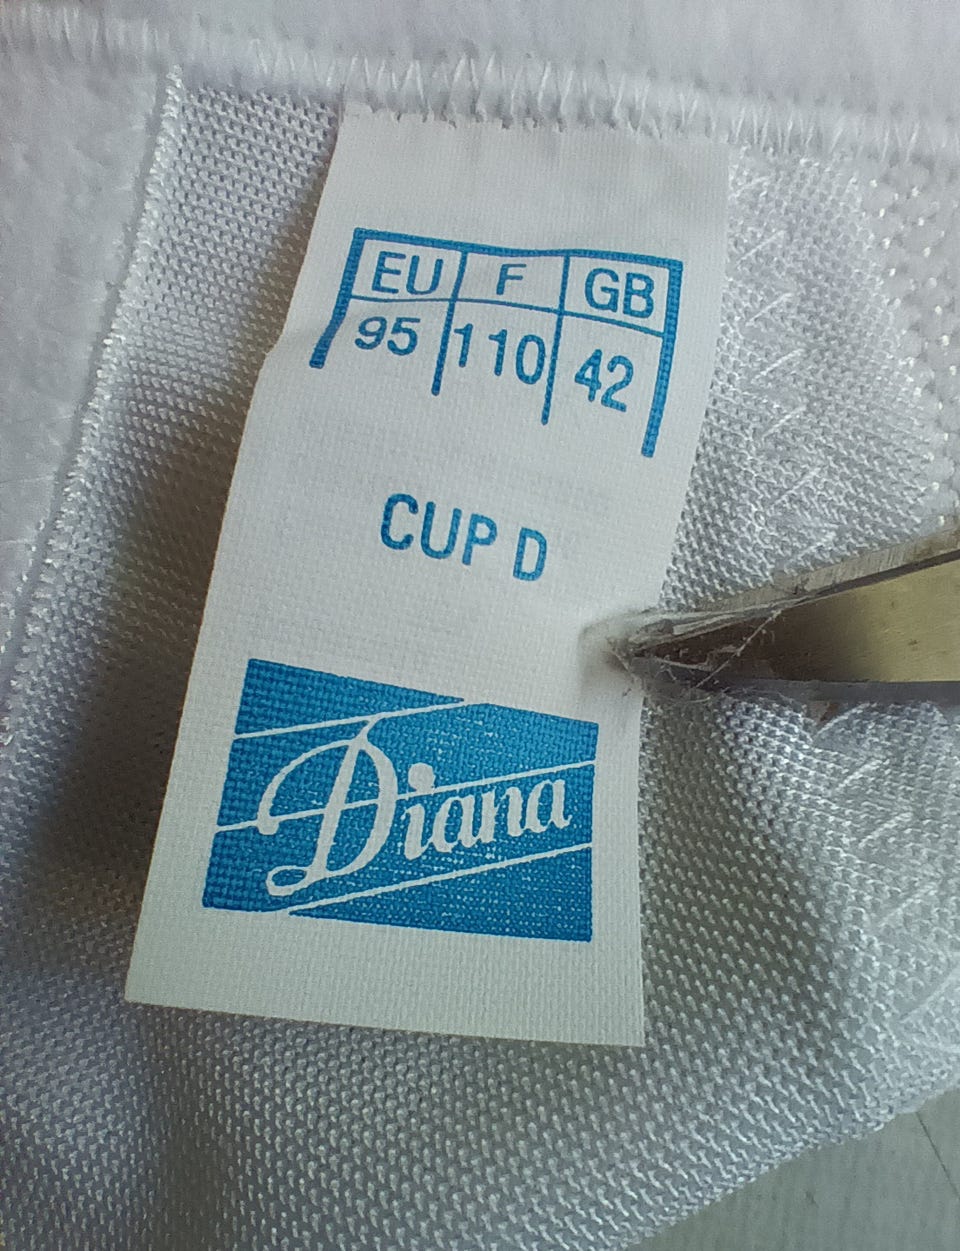 EU F GB
95 110 42
CUP D
Diana